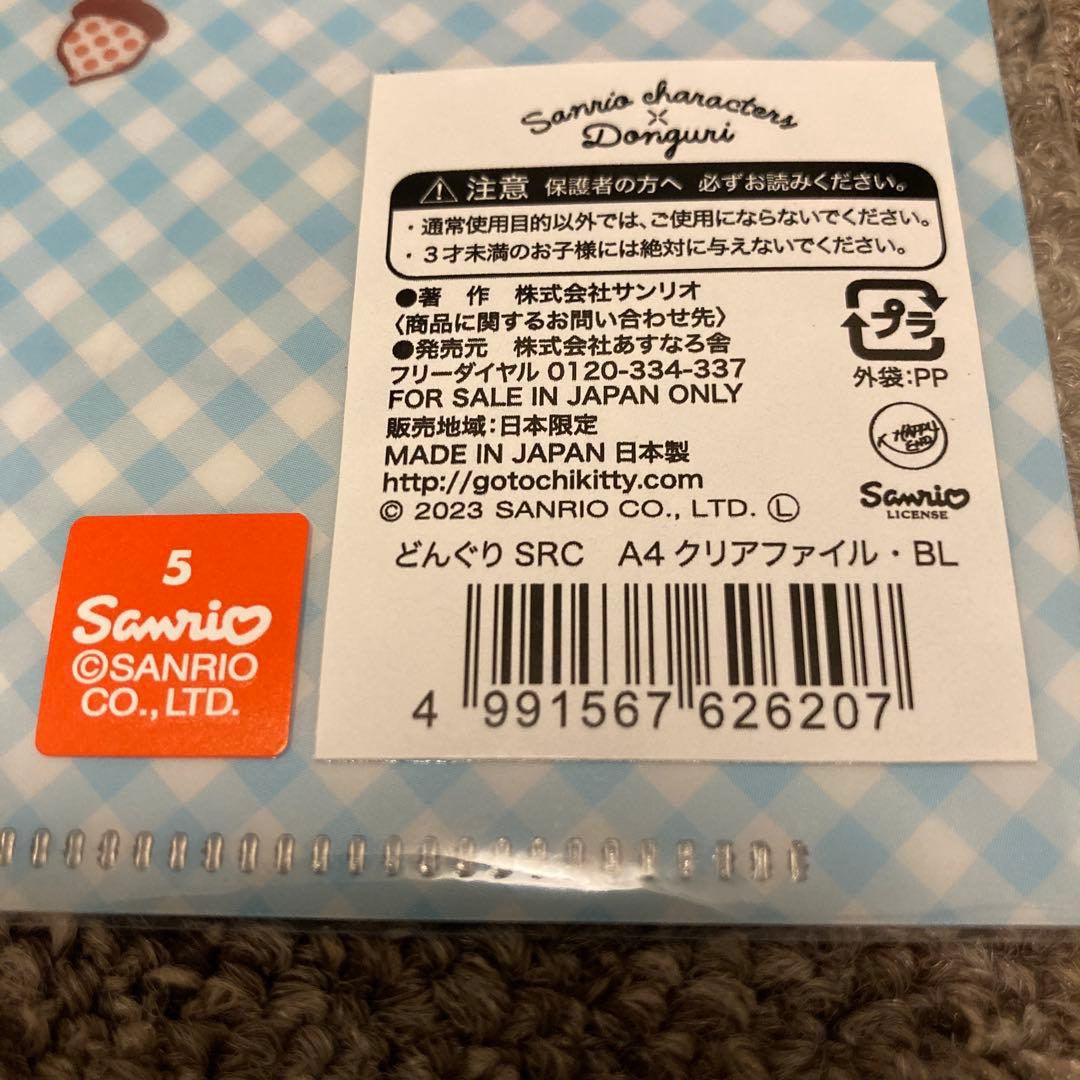 Sanrio characters
×
Donguri
⚠ 注意 保護者の方へ 必ずお読みください。
・通常使用目的以外では、ご使用にならないでください。
・3才未満のお子様には絶対に与えないでください。
●著 作 株式会社サンリオ
〈商品に関するお問い合わせ先〉
●発売元 株式会社あすなろ舎
フリーダイヤル 0120-334-337
FOR SALE IN JAPAN ONLY
販売地域:日本限定
MADE IN JAPAN 日本製
http://gotochikitty.com
© 2023 SANRIO CO., LTD. Ⓛ
プラ
外袋:PP
K HAPPY
END
Sanrio
LICENSE
どんぐり SRC A4 クリアファイル・BL
4 991567 626207
5
Sanrio
©SANRIO
CO., LTD.